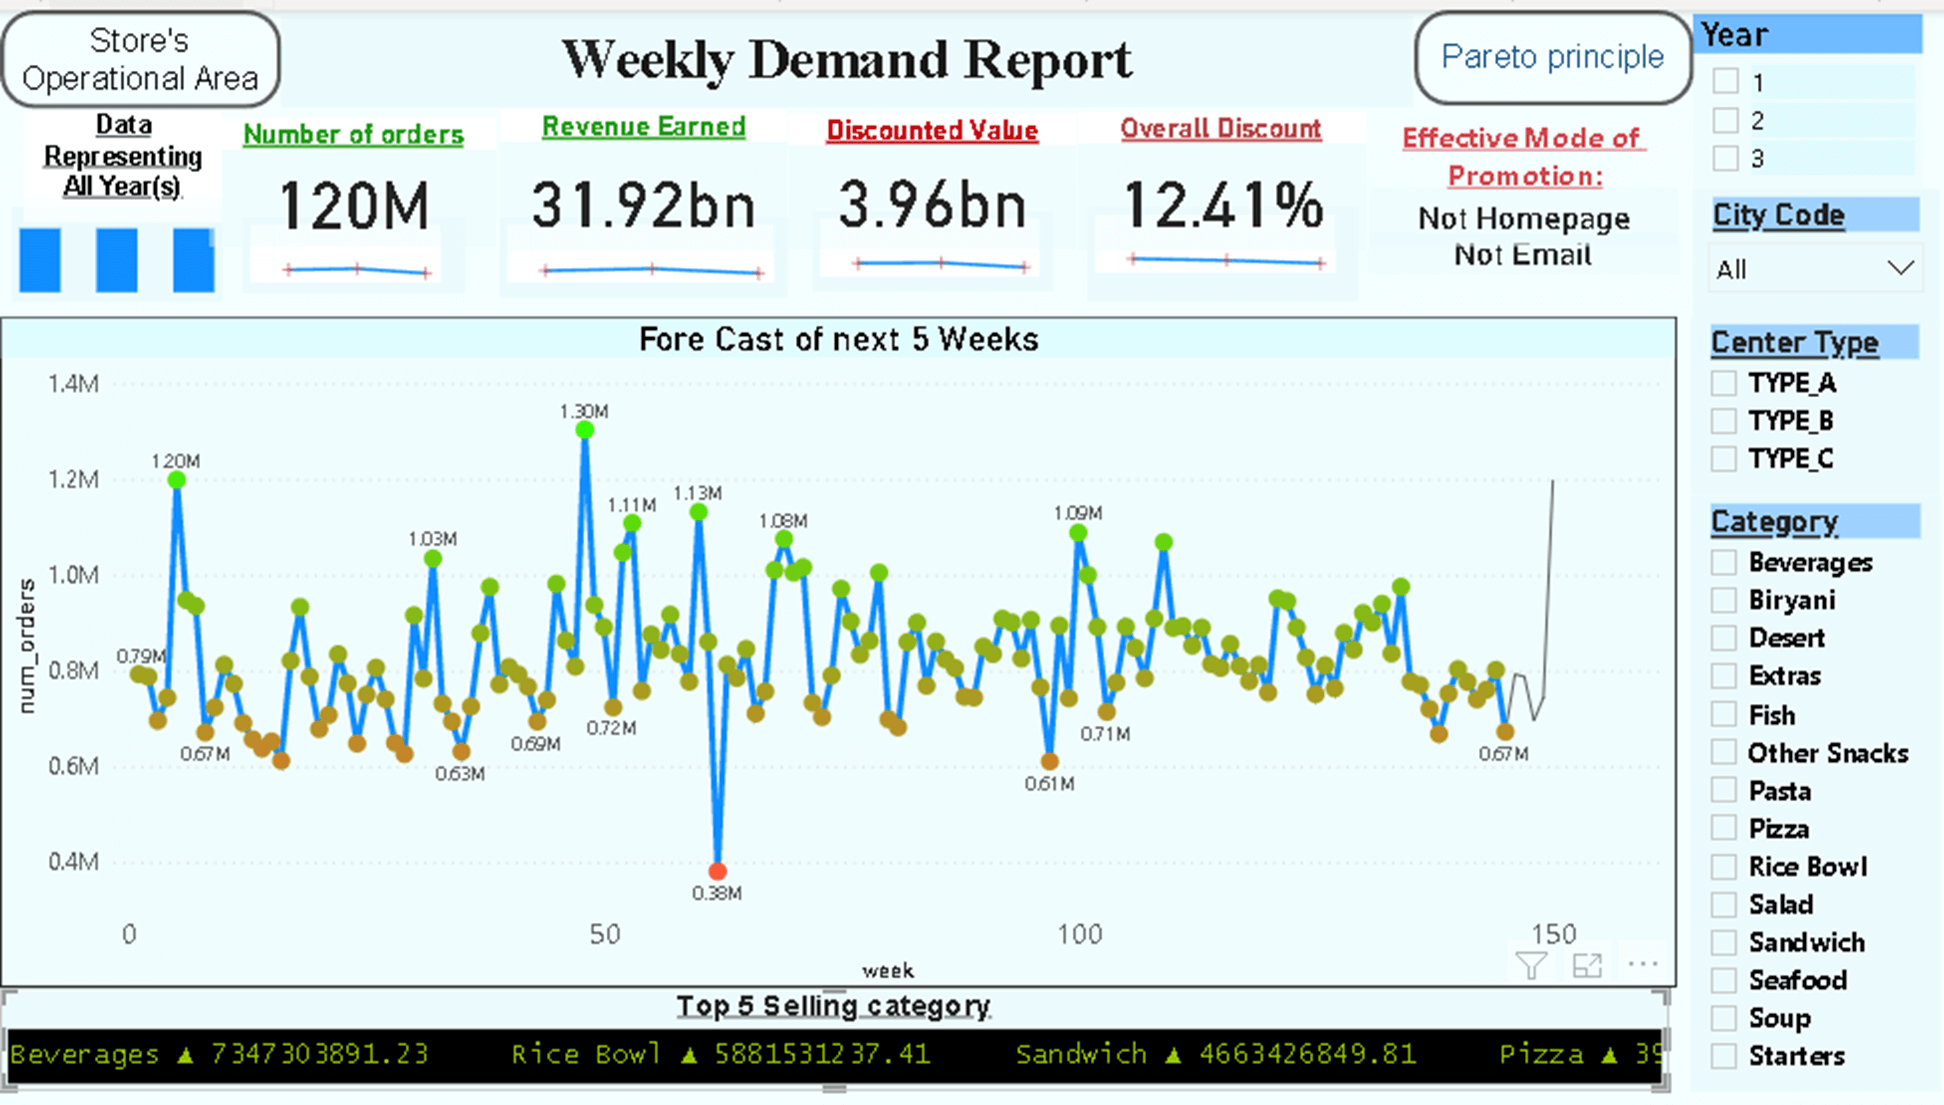 Store's
Operational Area
Weekly Demand Report
Pareto principle
Data
Representing
All Year(s)
Number of orders
120M
Revenue Earned
31.92bn
Discounted Value
3.96bn
Overall Discount
12.41%
Effective Mode of
Promotion:
Not Homepage
Not Email
Year
1
2
3
City Code
All
Center Type
TYPE_A
TYPE_B
TYPE_C
Category
Beverages
Biryani
Desert
Extras
Fish
Other Snacks
Pasta
Pizza
Rice Bowl
Salad
Sandwich
Seafood
Soup
Starters
Fore Cast of next 5 Weeks
num_orders
1.4M
1.2M
1.0M
0.8M
0.6M
0.4M
0.79M
1.20M
0.67M
1.03M
0.63M
0.69M
1.30M
0.72M
1.11M
1.13M
0.38M
1.08M
0.61M
1.09M
0.71M
0.67M
0
50
100
150
week
Top 5 Selling category
Beverages ▲ 7347303891.23 Rice Bowl ▲ 5881531237.41 Sandwich ▲ 4663426849.81 Pizza ▲ 39